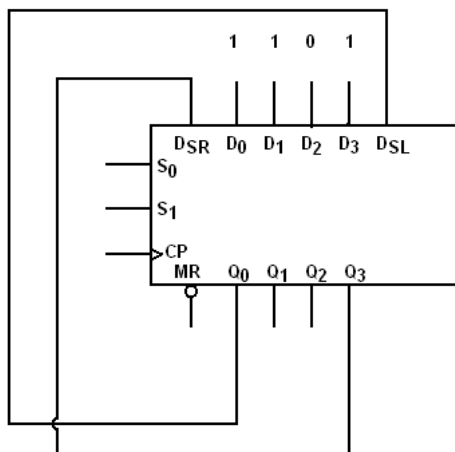 1 1 0 1
DSR D0 D1 D2 D3 DSL
S0
S1
CP
MR Q0 Q1 Q2 Q3